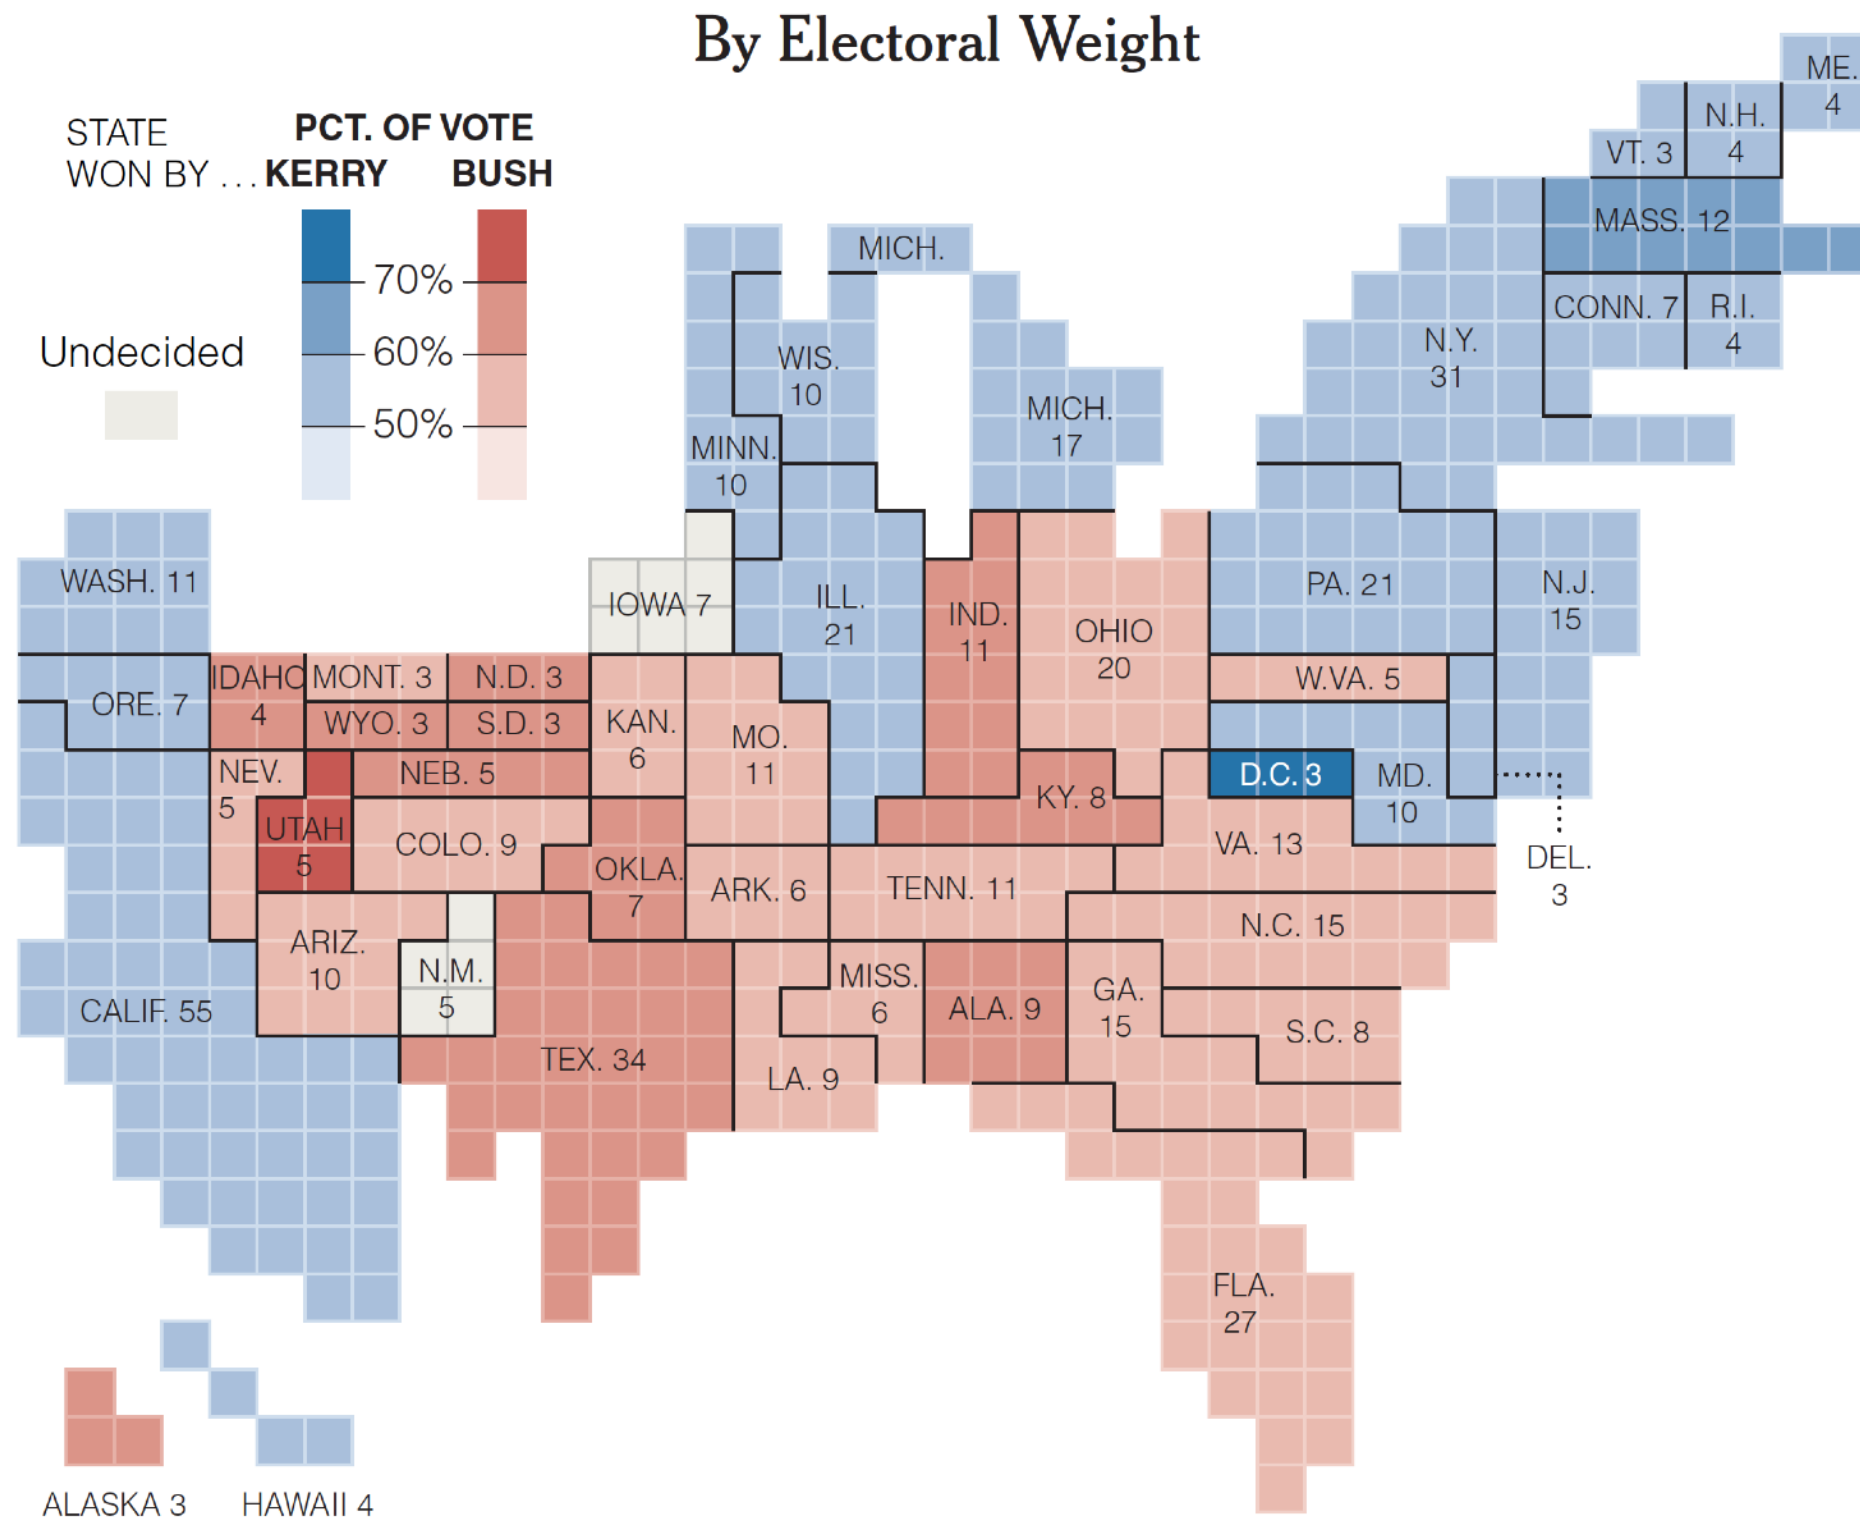 By Electoral Weight
STATE
WON BY ...
PCT. OF VOTE
KERRY BUSH
70%
60%
50%
Undecided
ME.
4
N.H.
4
VT. 3
MASS. 12
CONN. 7
R.I.
4
N.Y.
31
MICH.
WIS.
10
MICH.
17
MINN.
10
WASH. 11
IOWA 7
ILL.
21
IND.
11
OHIO
20
PA. 21
N.J.
15
ORE. 7
IDAHO
4
MONT. 3
N.D. 3
WYO. 3
S.D. 3
KAN.
6
MO.
11
W.VA. 5
NEV.
5
NEB. 5
KY. 8
D.C. 3
MD.
10
UTAH
5
COLO. 9
OKLA.
7
ARK. 6
TENN. 11
VA. 13
DEL.
3
N.C. 15
ARIZ.
10
N.M.
5
MISS.
6
ALA. 9
GA.
15
S.C. 8
CALIF. 55
TEX. 34
LA. 9
FLA.
27
ALASKA 3
HAWAII 4